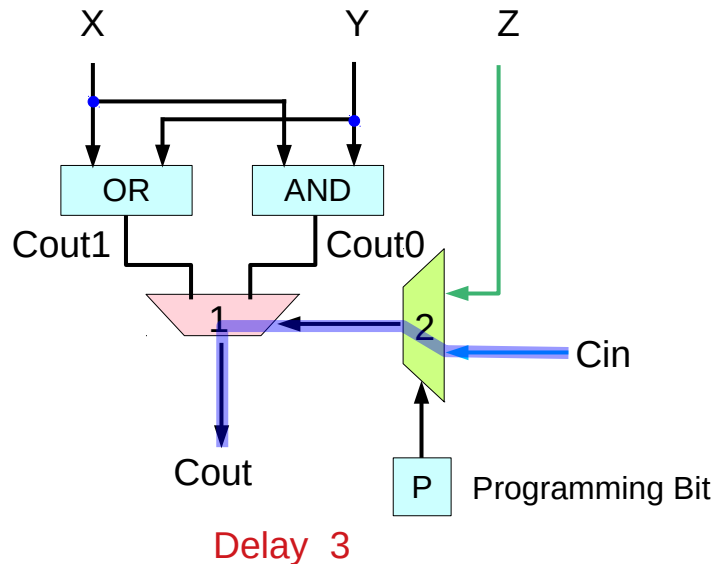 X Y Z
OR AND
Cout1 Cout0
1 2
Cin
Cout
P Programming Bit
Delay 3